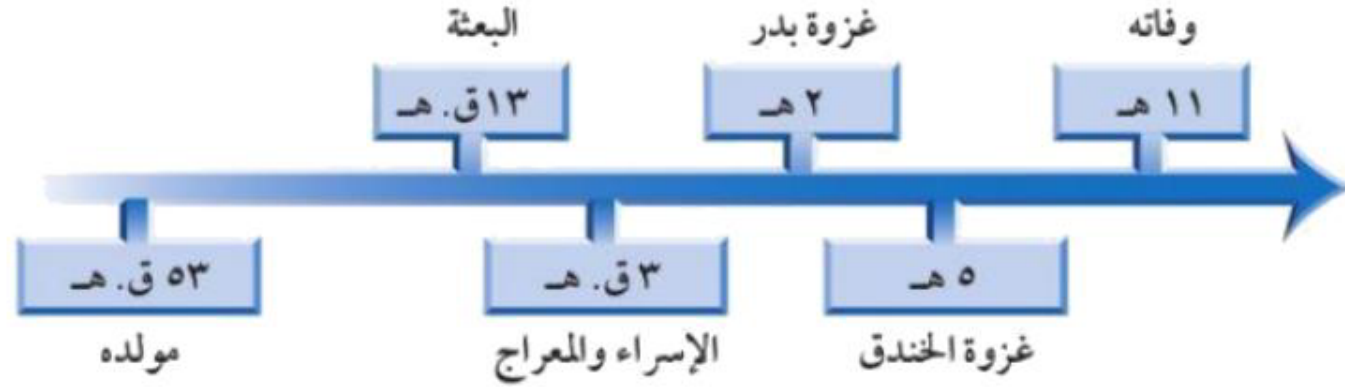 البعثة
غزوة بدر
وفاته
١٣ ق. هـ
٢ هـ
١١ هـ
٥٣ ق. هـ
٣ ق. هـ
٥ هـ
مولده
الإسراء والمعراج
غزوة الخندق